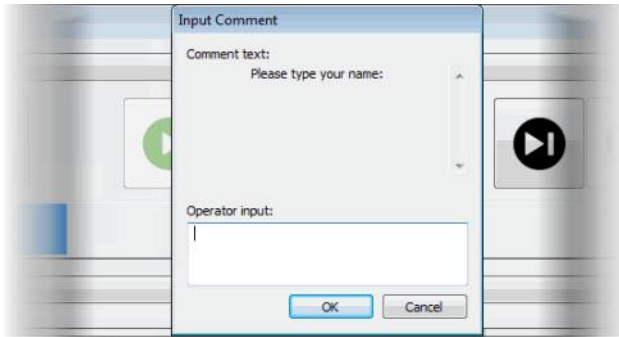 Input Comment
Comment text:
Please type your name:
Operator input:
OK Cancel